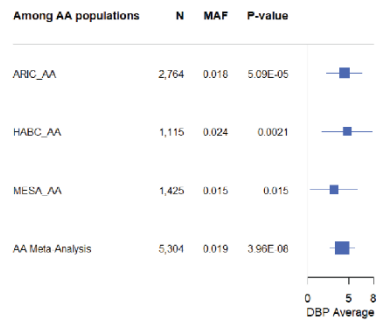 Among AA populations N MAF P-value
ARIC_AA 2,764 0.018 5.09E-05
HABC_AA 1,115 0.024 0.0021
MESA_AA 1,425 0.015 0.015
AA Meta-Analysis 5,304 0.019 3.96E-08
0 5 8
DBP Average